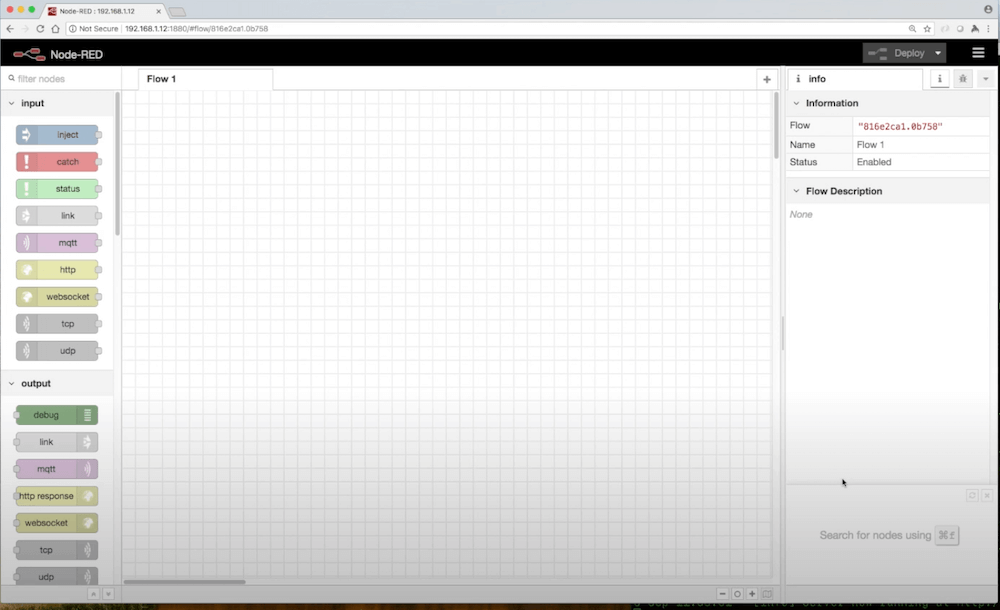 Node-RED : 192.168.1.12
Not Secure 192.168.1.12:1880/#flow/816e2ca1.0b758
Node-RED
Deploy
filter nodes
Flow 1
info
input
inject
catch
status
link
mqtt
http
websocket
tcp
udp
output
debug
link
mqtt
http response
websocket
tcp
udp
Information
Flow "816e2ca1.0b758"
Name Flow 1
Status Enabled
Flow Description
None
Search for nodes using ⌘f